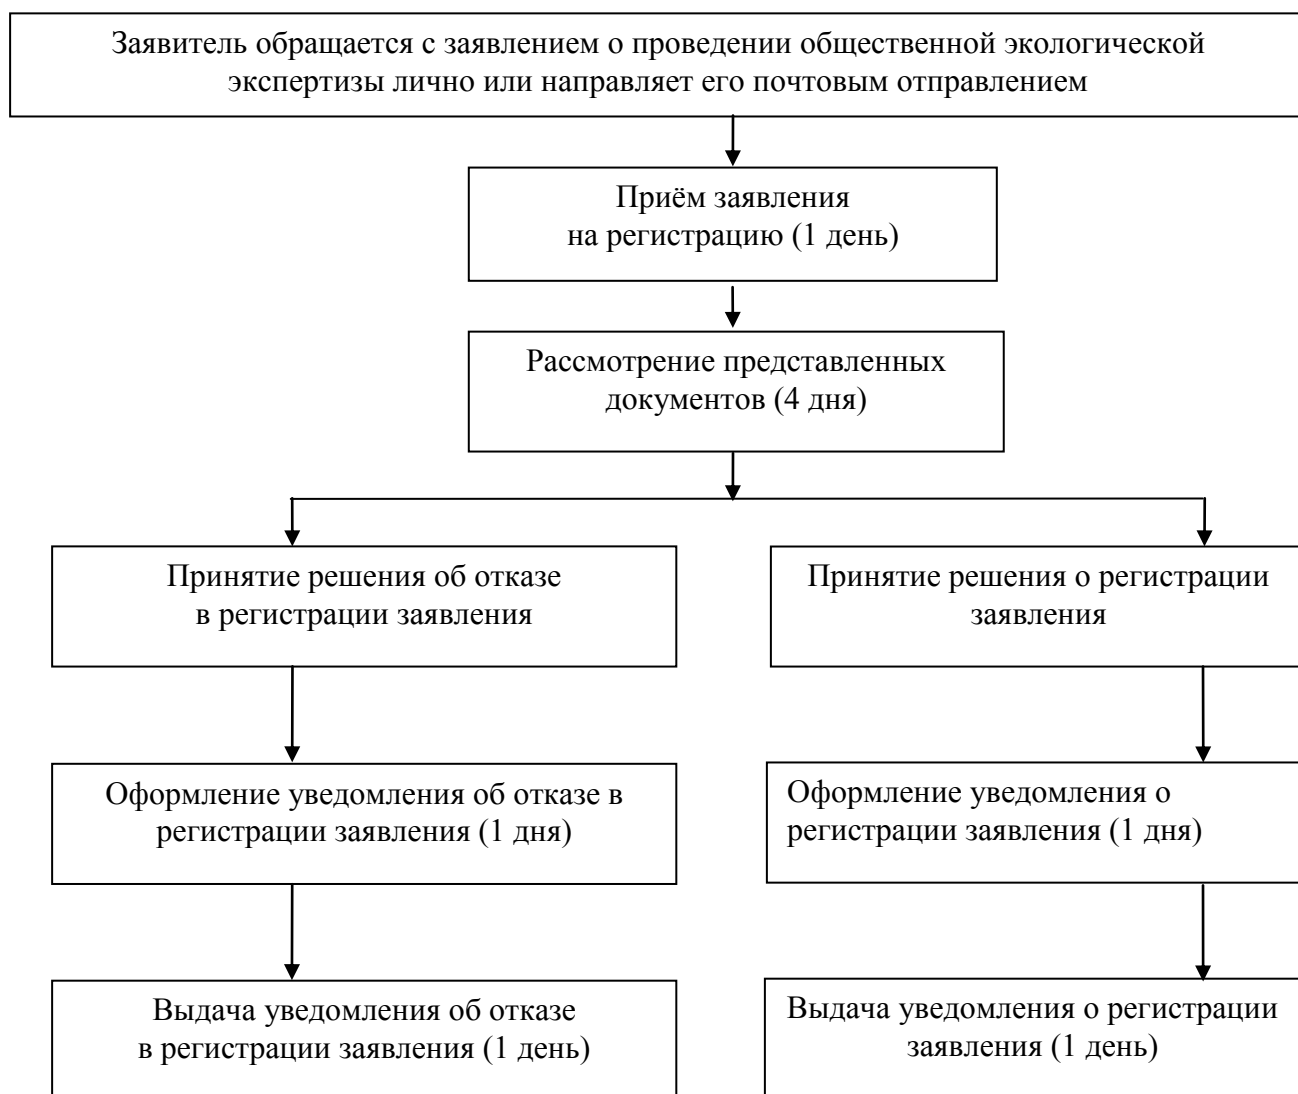 Заявитель обращается с заявлением о проведении общественной экологической
экспертизы лично или направляет его почтовым отправлением
Приём заявления
на регистрацию (1 день)
Рассмотрение представленных
документов (4 дня)
Принятие решения об отказе
в регистрации заявления
Принятие решения о регистрации
заявления
Оформление уведомления об отказе в
регистрации заявления (1 дня)
Оформление уведомления о
регистрации заявления (1 дня)
Выдача уведомления об отказе
в регистрации заявления (1 день)
Выдача уведомления о регистрации
заявления (1 день)